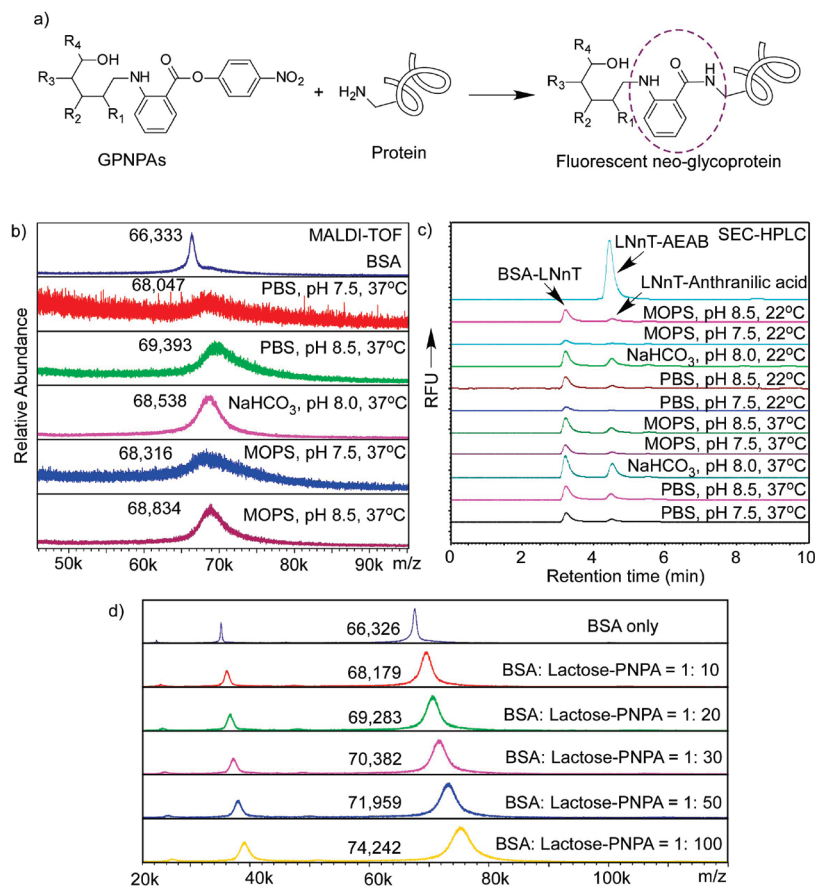 a)
R4
OH
R3
R2
R1
NH
O
O
NO2
GPNPAs
+
H2N
Protein
R4
OH
R3
R2
R1
NH
O
H
N
Fluorescent neo-glycoprotein
b)
Relative Abundance
66,333
MALDI-TOF
BSA
68,047
PBS, pH 7.5, 37ºC
69,393
PBS, pH 8.5, 37ºC
68,538
NaHCO3, pH 8.0, 37ºC
68,316
MOPS, pH 7.5, 37ºC
68,834
MOPS, pH 8.5, 37ºC
50k 60k 70k 80k 90k m/z
c)
SEC-HPLC
RFU
LNnT-AEAB
BSA-LNnT
LNnT-Anthranilic acid
MOPS, pH 8.5, 22ºC
MOPS, pH 7.5, 22ºC
NaHCO3, pH 8.0, 22ºC
PBS, pH 8.5, 22ºC
PBS, pH 7.5, 22ºC
MOPS, pH 8.5, 37ºC
MOPS, pH 7.5, 37ºC
NaHCO3, pH 8.0, 37ºC
PBS, pH 8.5, 37ºC
PBS, pH 7.5, 37ºC
0 2 4 6 8 10
Retention time (min)
d)
66,326
BSA only
68,179
BSA: Lactose-PNPA = 1: 10
69,283
BSA: Lactose-PNPA = 1: 20
70,382
BSA: Lactose-PNPA = 1: 30
71,959
BSA: Lactose-PNPA = 1: 50
74,242
BSA: Lactose-PNPA = 1: 100
20k 40k 60k 80k 100k m/z